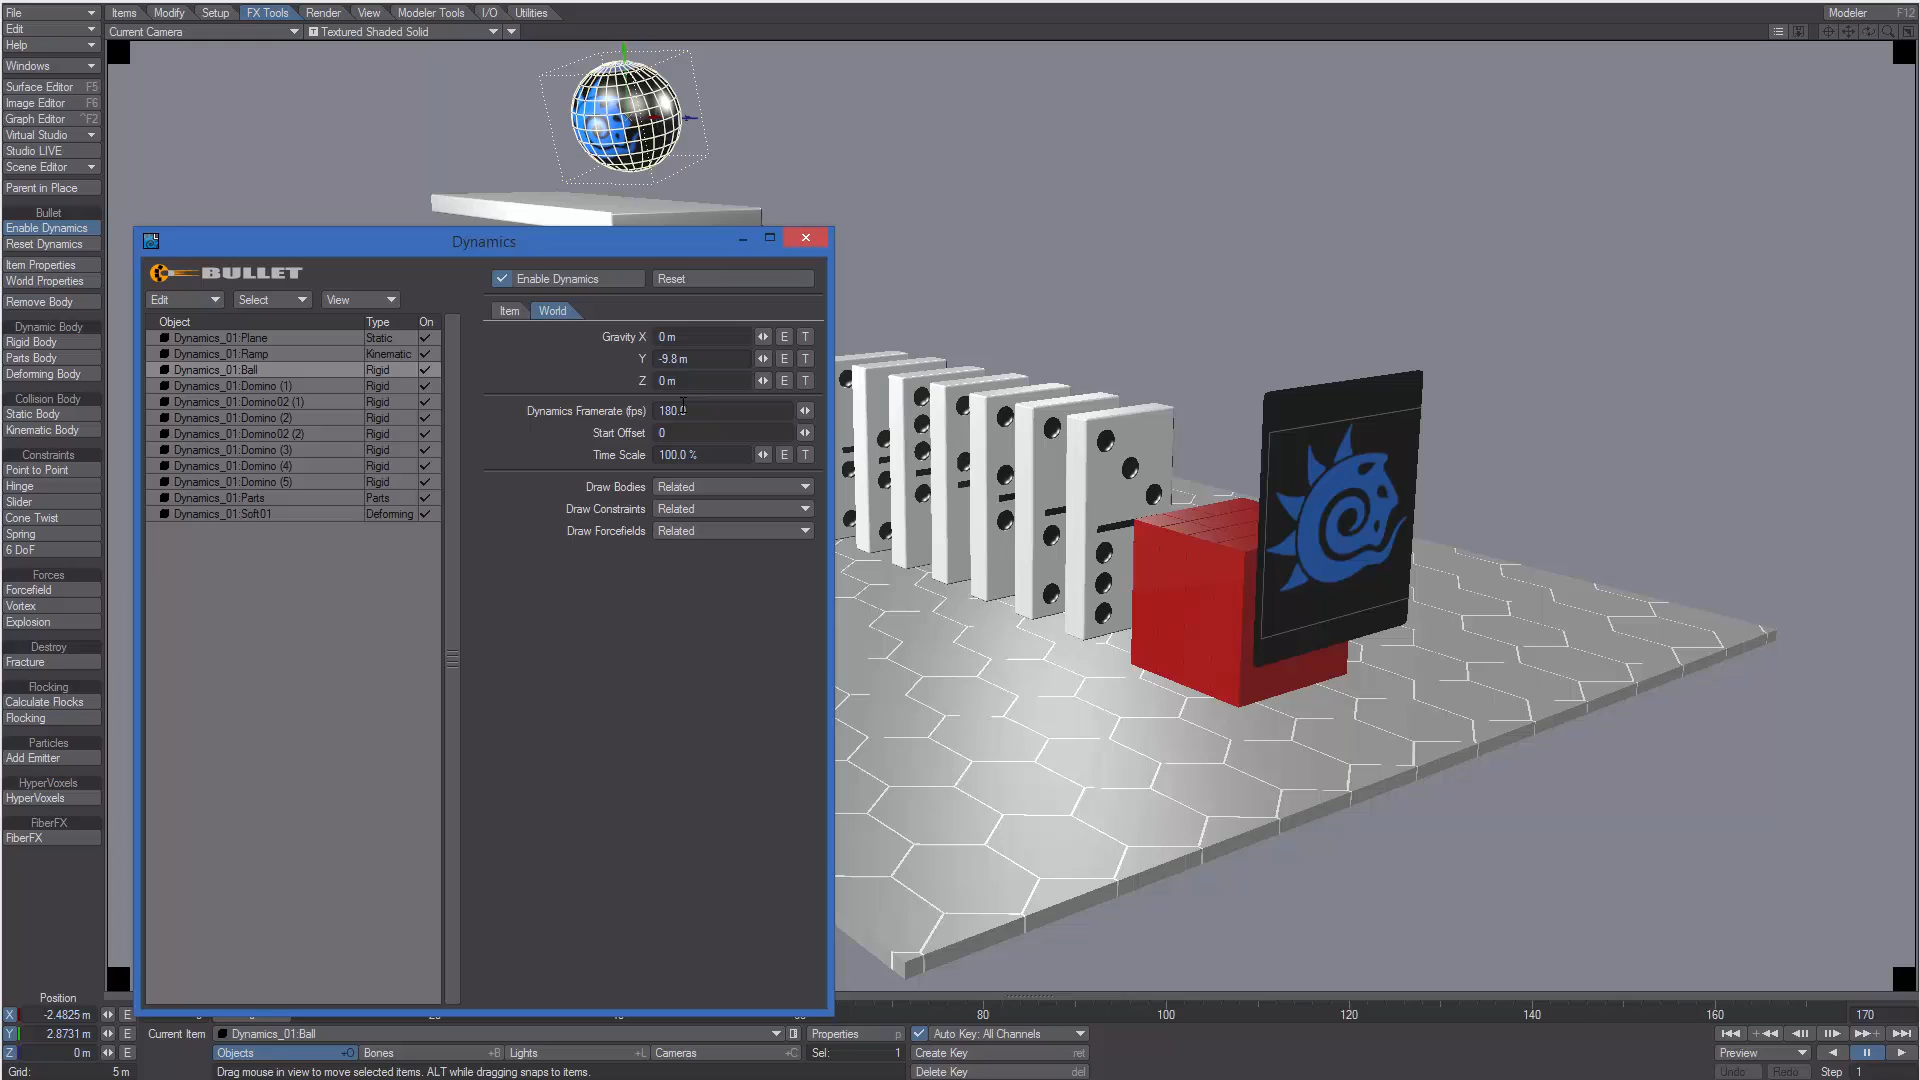 File Items Modify Setup FX Tools Render View Modeler Tools I/O Utilities Modeler F12
Edit Current Camera T Textured Shaded Solid
Help
Windows
Surface Editor F5
Image Editor F6
Graph Editor ^F2
Virtual Studio
Studio LIVE
Scene Editor
Parent in Place
Bullet
Enable Dynamics
Reset Dynamics
Item Properties
World Properties
Remove Body
Dynamic Body
Rigid Body
Parts Body
Deforming Body
Collision Body
Static Body
Kinematic Body
Constraints
Point to Point
Hinge
Slider
Cone Twist
Spring
6 DoF
Forces
Forcefield
Vortex
Explosion
Destroy
Fracture
Flocking
Calculate Flocks
Flocking
Particles
Add Emitter
HyperVoxels
HyperVoxels
FiberFX
FiberFX
Dynamics
BULLET
Edit Select View
Object Type On
Dynamics_01:Plane Static
Dynamics_01:Ramp Kinematic
Dynamics_01:Ball Rigid
Dynamics_01:Domino (1) Rigid
Dynamics_01:Domino02 (1) Rigid
Dynamics_01:Domino (2) Rigid
Dynamics_01:Domino02 (2) Rigid
Dynamics_01:Domino (3) Rigid
Dynamics_01:Domino (4) Rigid
Dynamics_01:Domino (5) Rigid
Dynamics_01:Parts Parts
Dynamics_01:Soft01 Deforming
Enable Dynamics Reset
Item World
Gravity X 0 m E T
Y -9.8 m E T
Z 0 m E T
Dynamics Framerate (fps) 180.0
Start Offset 0
Time Scale 100.0 % E T
Draw Bodies Related
Draw Constraints Related
Draw Forcefields Related
Position
X -2.4825 m E 80 100 120 140 160 170
Y 2.8731 m E Current Item Dynamics_01:Ball Properties p Auto Key: All Channels
Z 0 m E Objects +O Bones +B Lights +L Cameras +C Sel: 1 Create Key ret Preview
Grid: 5 m Drag mouse in view to move selected items. ALT while dragging snaps to items. Delete Key del Undo Redo Step 1